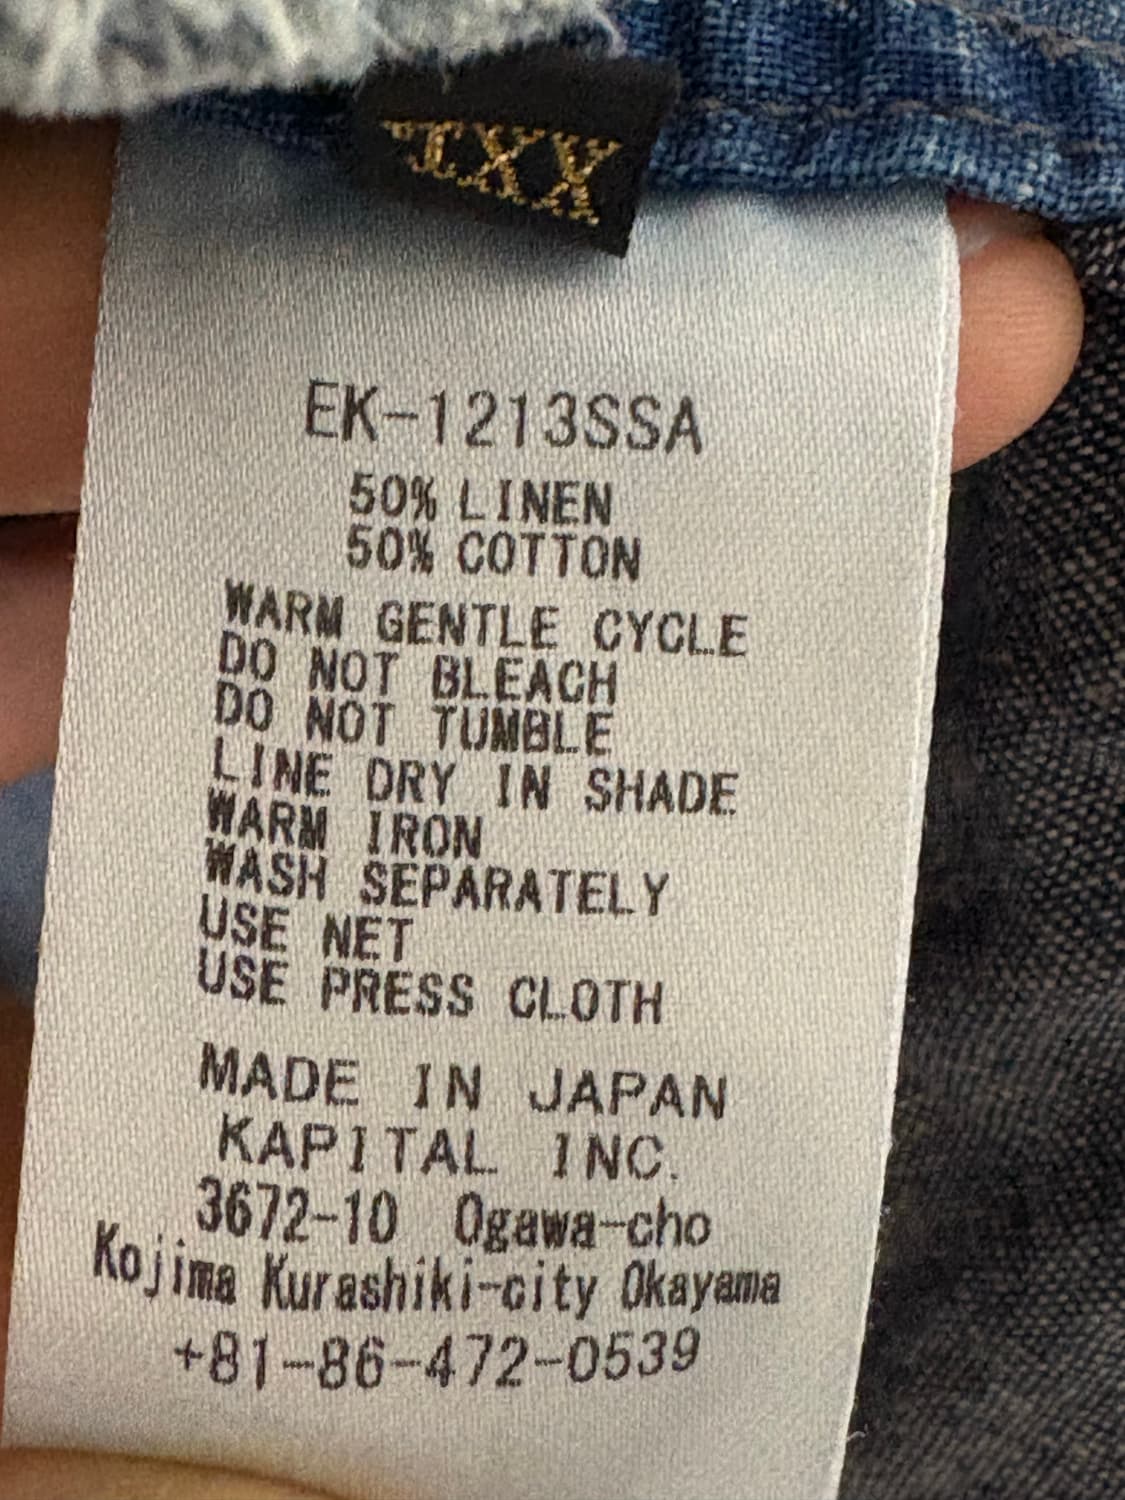 XXL
EK-1213SSA
50% LINEN
50% COTTON
WARM GENTLE CYCLE
DO NOT BLEACH
DO NOT TUMBLE
LINE DRY IN SHADE
WARM IRON
WASH SEPARATELY
USE NET
USE PRESS CLOTH
MADE IN JAPAN
KAPITAL INC.
3672-10 Ogawa-cho
Kojima Kurashiki-city Okayama
+81-86-472-0539